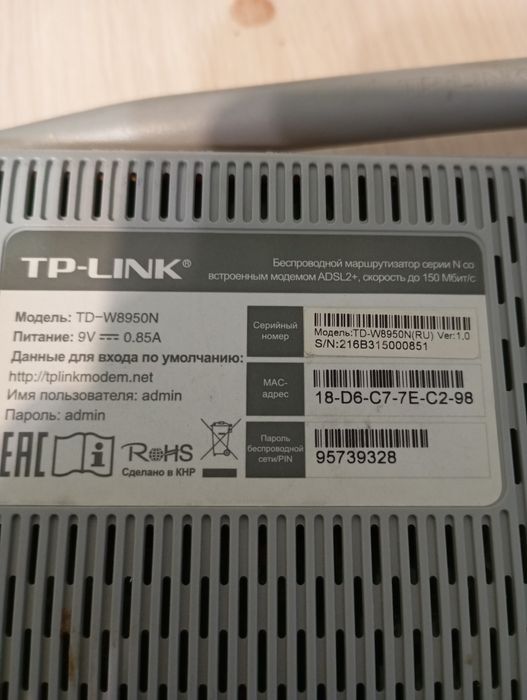 TP-LINK
TP-LINK®
Беспроводной маршрутизатор серии N со
встроенным модемом ADSL2+, скорость до 150 Мбит/с
Модель: TD-W8950N
Питание: 9V 0.85A
Данные для входа по умолчанию:
http://tplinkmodem.net
Имя пользователя: admin
Пароль: admin
EAC
RoHS
Сделано в КНР
Серийный
номер
Модель:TD-W8950N(RU) Ver:1.0
S/N:216B315000851
MAC-
адрес
18-D6-C7-7E-C2-98
Пароль
беспроводной
сети/PIN
95739328